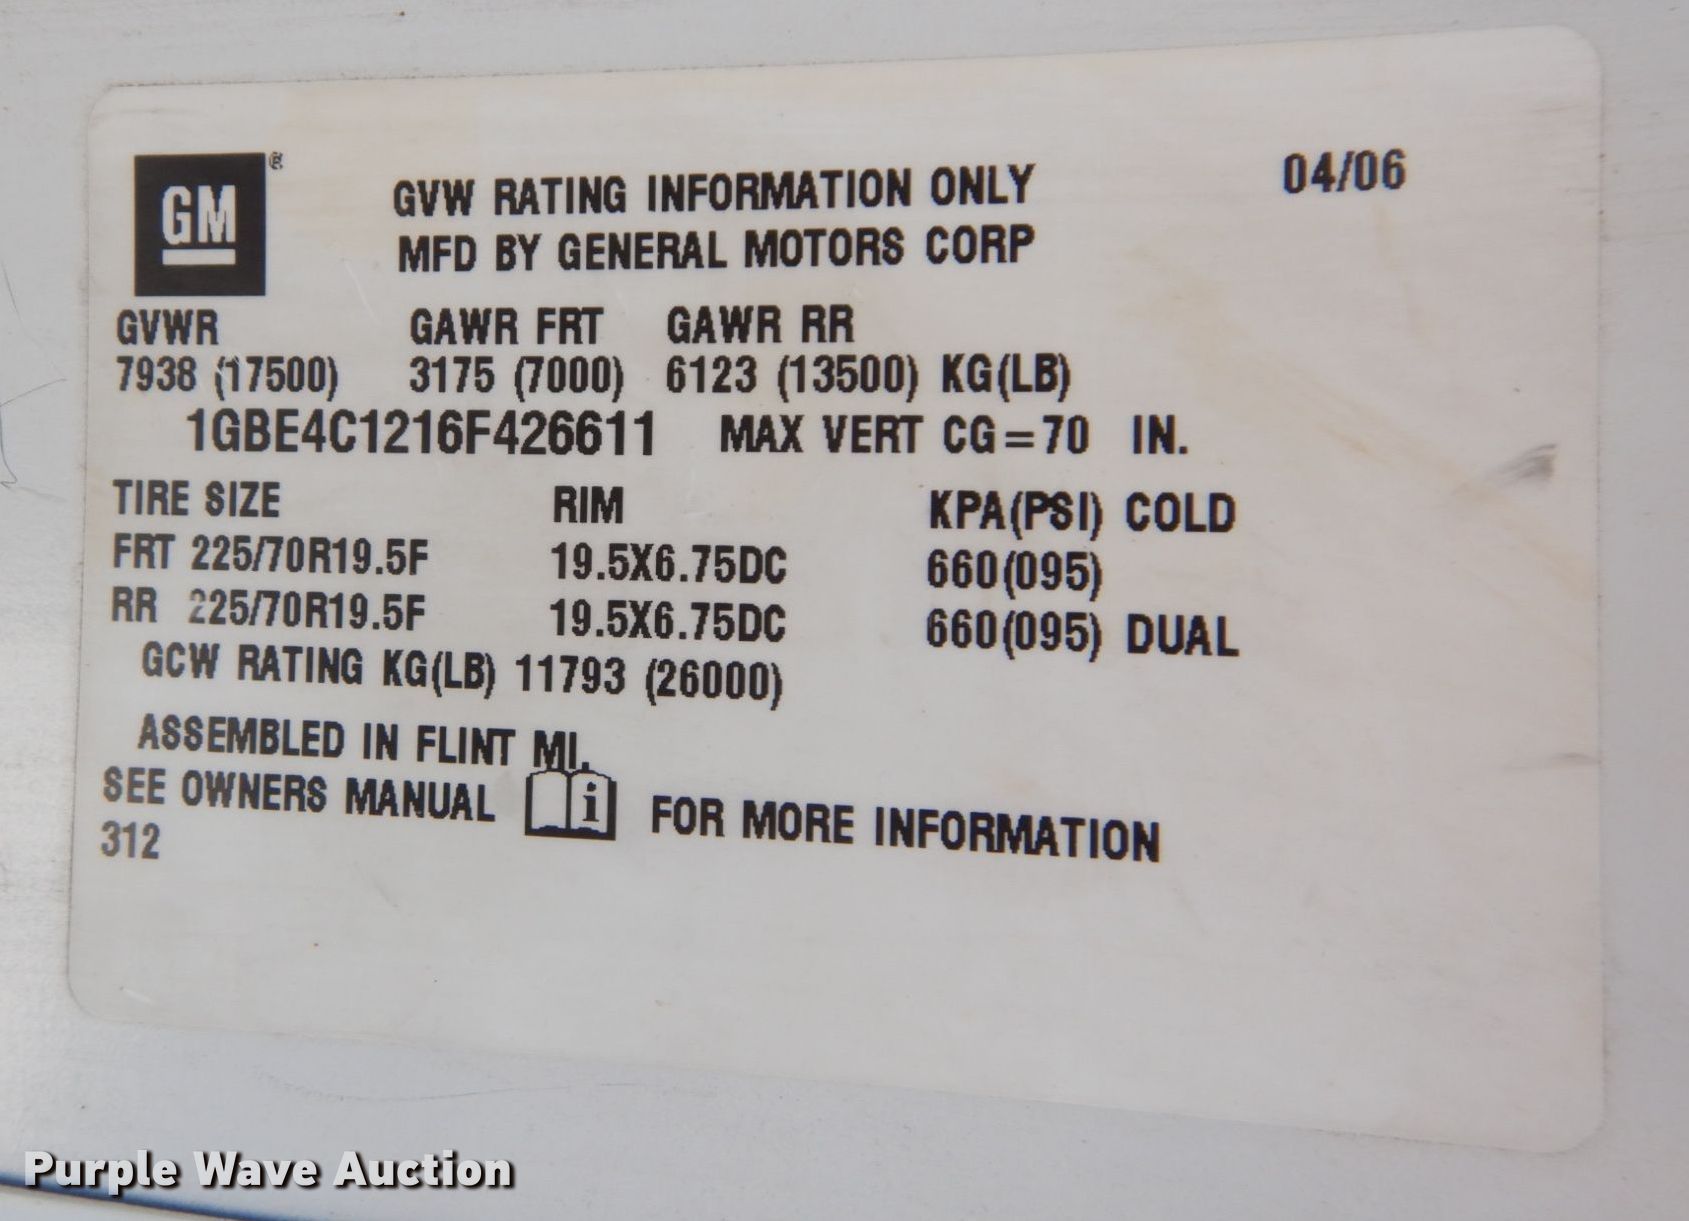 GM®
GVW RATING INFORMATION ONLY 04/06
MFD BY GENERAL MOTORS CORP
GVWR GAWR FRT GAWR RR
7938 (17500) 3175 (7000) 6123 (13500) KG(LB)
1GBE4C1216F426611 MAX VERT CG=70 IN.
TIRE SIZE RIM KPA(PSI) COLD
FRT 225/70R19.5F 19.5X6.75DC 660(095)
RR 225/70R19.5F 19.5X6.75DC 660(095) DUAL
GCW RATING KG(LB) 11793 (26000)
ASSEMBLED IN FLINT MI.
SEE OWNERS MANUAL i FOR MORE INFORMATION
312
Purple Wave Auction